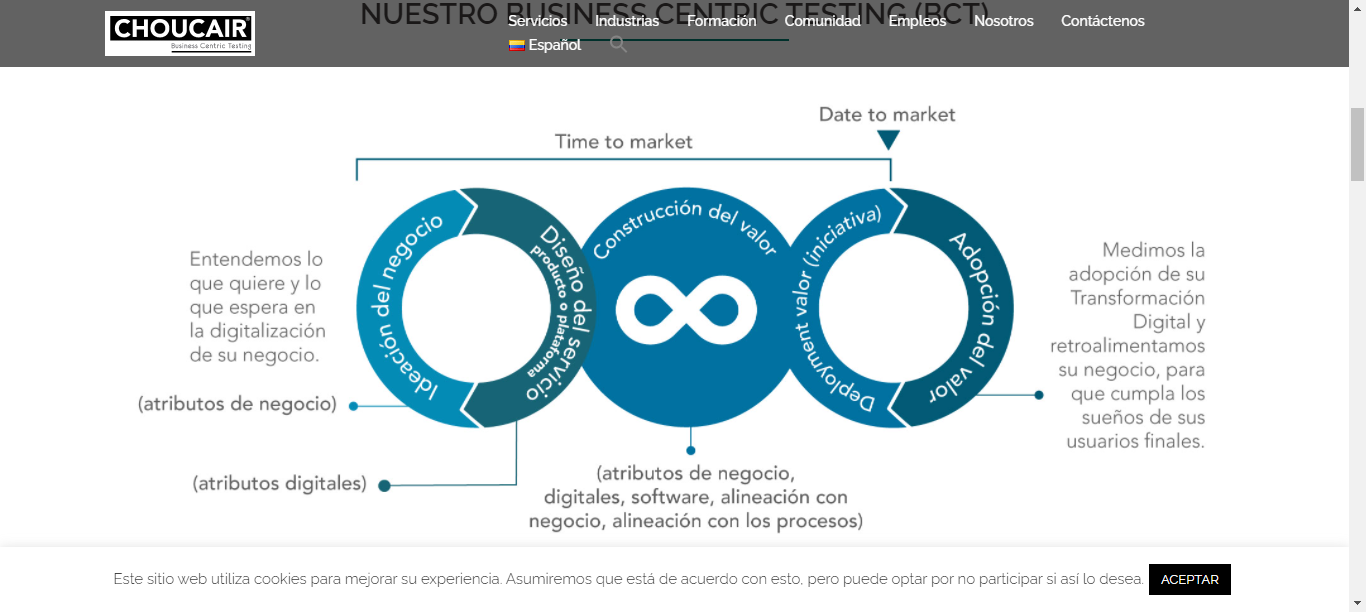 NUESTRO BUSINESS CENTRIC TESTING (BCT)
CHOUCAIR®
Business Centric Testing
Servicios Industrias Formación Comunidad Empleos Nosotros Contáctenos
Español
Date to market
Time to market
Ideación del negocio
Diseño del servicio
producto o plataforma
Construcción del valor
Deployment valor (iniciativa)
Adopción del valor
Entendemos lo
que quiere y lo
que espera en
la digitalización
de su negocio.
Medimos la
adopción de su
Transformación
Digital y
retroalimentamos
su negocio, para
que cumpla los
sueños de sus
usuarios finales.
(atributos de negocio)
(atributos digitales)
(atributos de negocio,
digitales, software, alineación con
negocio, alineación con los procesos)
Este sitio web utiliza cookies para mejorar su experiencia. Asumiremos que está de acuerdo con esto, pero puede optar por no participar si así lo desea. ACEPTAR